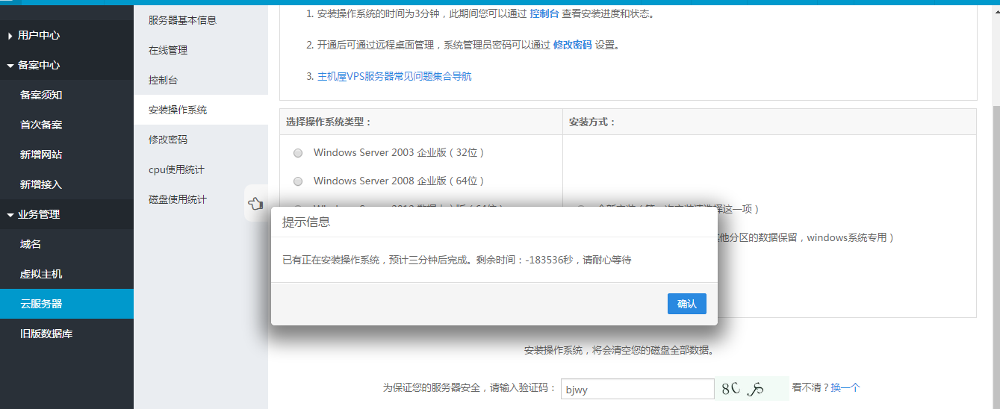 用户中心
备案中心
备案须知
首次备案
新增网站
新增接入
业务管理
域名
虚拟主机
云服务器
旧版数据库
服务器基本信息
在线管理
控制台
安装操作系统
修改密码
cpu使用统计
磁盘使用统计
1. 安装操作系统的时间为3分钟，此期间您可以通过 控制台 查看安装进度和状态。
2. 开通后可通过远程桌面管理，系统管理员密码可以通过 修改密码 设置。
3. 主机屋VPS服务器常见问题集合导航
选择操作系统类型：
安装方式：
Windows Server 2003 企业版（32位）
Windows Server 2008 企业版（64位）
择这一项）
他分区的数据保留，windows系统专用）
提示信息
已有正在安装操作系统，预计三分钟后完成。剩余时间：-183536秒，请耐心等待
确认
安装操作系统，将会清空您的磁盘全部数据。
为保证您的服务器安全，请输入验证码： bjwy 看不清？换一个